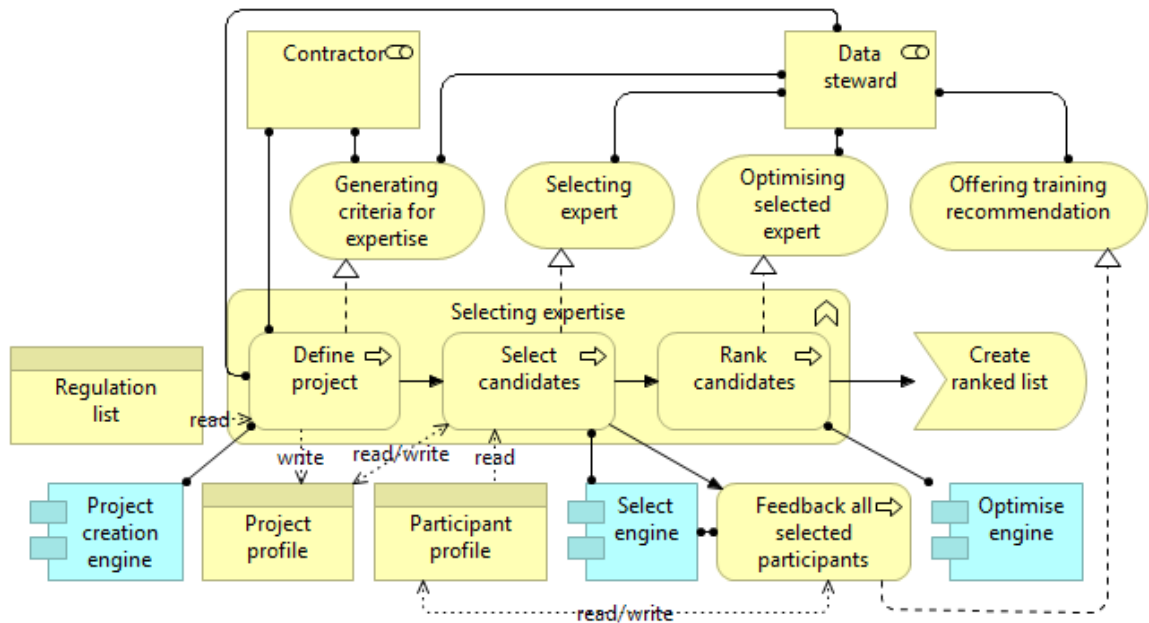 Contractor
Data
steward
Generating
criteria for
expertise
Selecting
expert
Optimising
selected
expert
Offering training
recommendation
Selecting expertise
Define
project
Select
candidates
Rank
candidates
Create
ranked list
Regulation
list
read
write
read/write
read
Project
creation
engine
Project
profile
Participant
profile
Select
engine
Feedback all
selected
participants
Optimise
engine
read/write